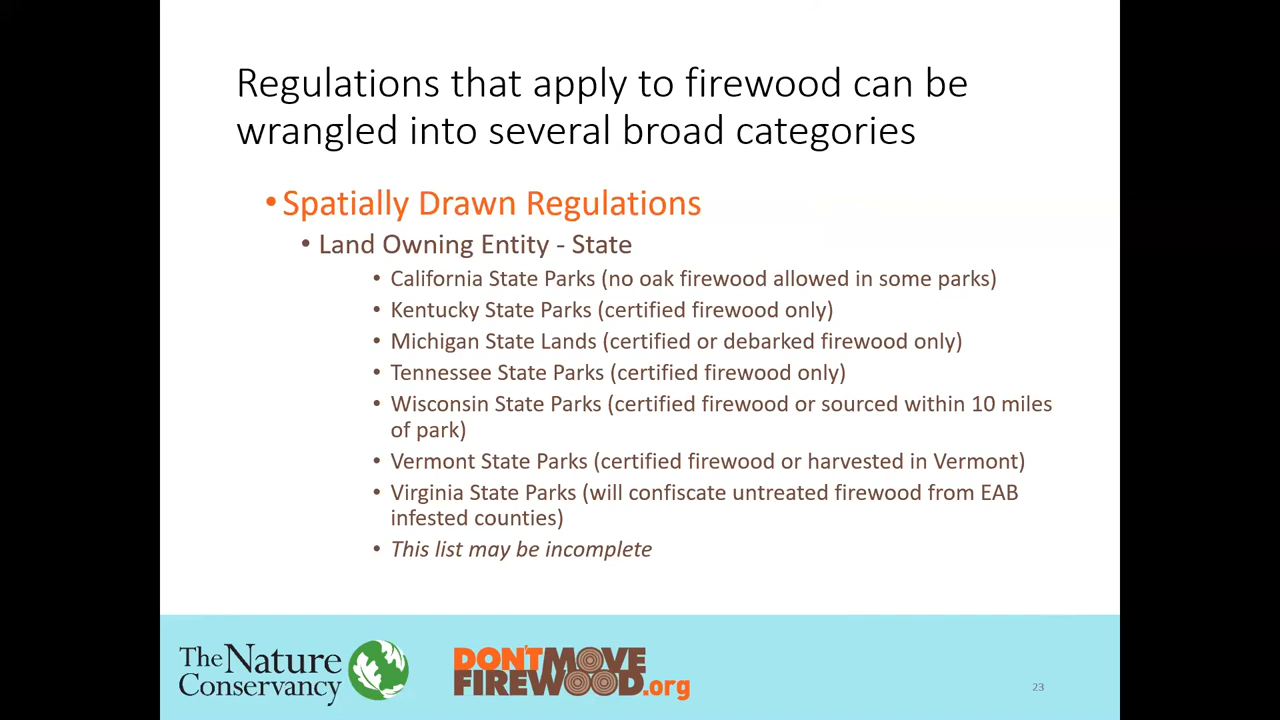 Regulations that apply to firewood can be
wrangled into several broad categories
• Spatially Drawn Regulations
• Land Owning Entity - State
• California State Parks (no oak firewood allowed in some parks)
• Kentucky State Parks (certified firewood only)
• Michigan State Lands (certified or debarked firewood only)
• Tennessee State Parks (certified firewood only)
• Wisconsin State Parks (certified firewood or sourced within 10 miles
of park)
• Vermont State Parks (certified firewood or harvested in Vermont)
• Virginia State Parks (will confiscate untreated firewood from EAB
infested counties)
• This list may be incomplete
The Nature
Conservancy
DON'T MOVE
FIREWOOD.org
23